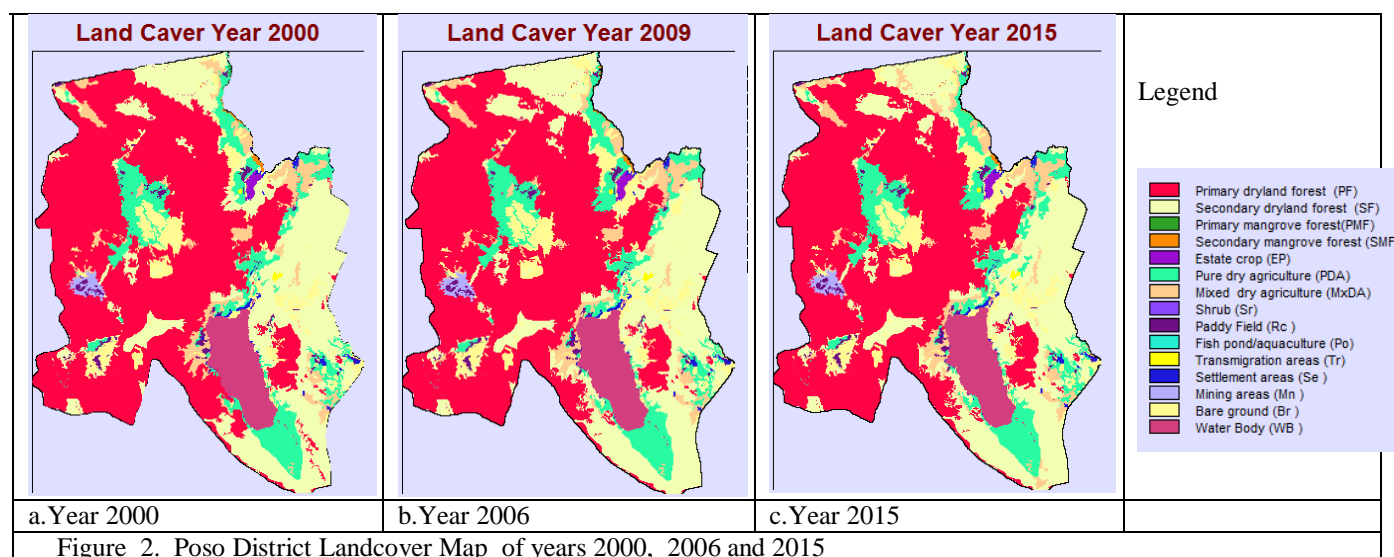 Land Caver Year 2000
Land Caver Year 2009
Land Caver Year 2015
Legend
Primary dryland forest (PF)
Secondary dryland forest (SF)
Primary mangrove forest(PMF)
Secondary mangrove forest (SMF
Estate crop (EP)
Pure dry agriculture (PDA)
Mixed dry agriculture (MxDA)
Shrub (Sr)
Paddy Field (Rc )
Fish pond/aquaculture (Po)
Transmigration areas (Tr)
Settlement areas (Se )
Mining areas (Mn )
Bare ground (Br )
Water Body (WB )
a.Year 2000
b.Year 2006
c.Year 2015
Figure 2. Poso District Landcover Map of years 2000, 2006 and 2015